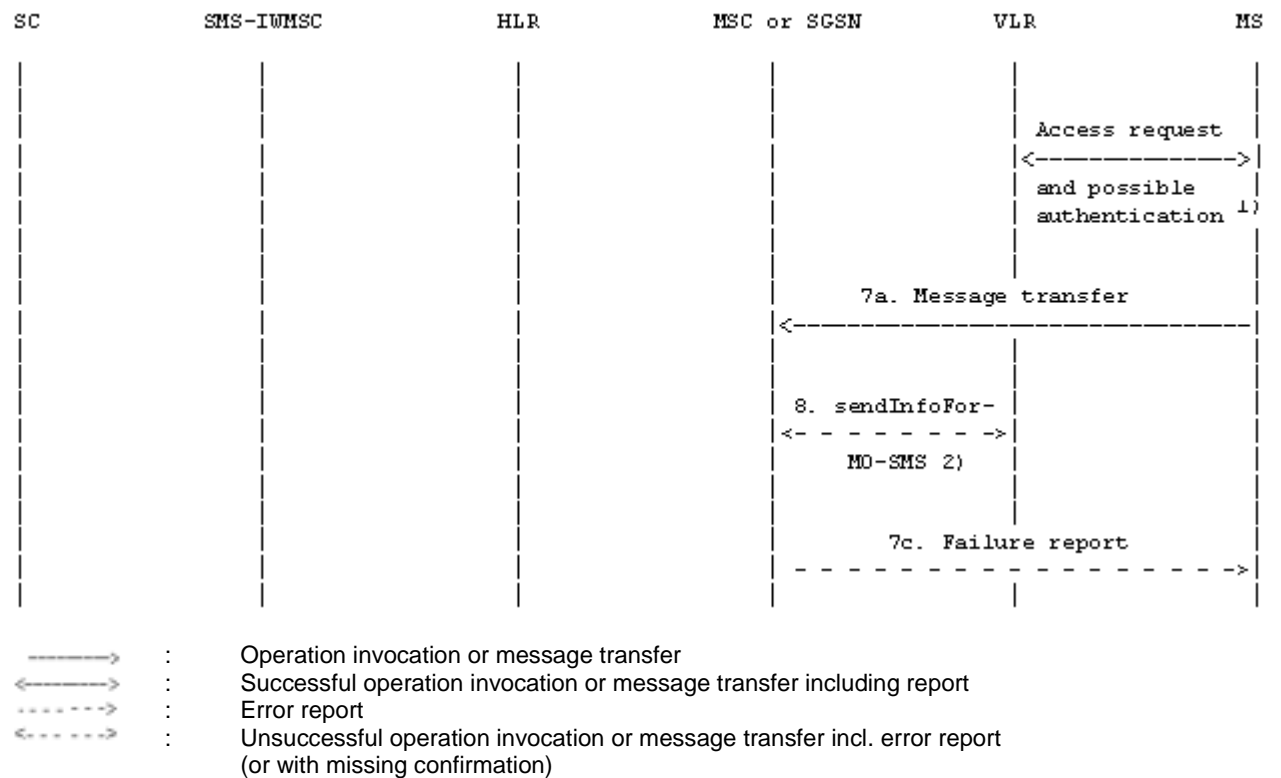 SC SMS-IWMSC HLR MSC or SGSN VLR MS
Access request
and possible
authentication 1)
7a. Message transfer
8. sendInfoFor-
MO-SMS 2)
7c. Failure report
: Operation invocation or message transfer
: Successful operation invocation or message transfer including report
: Error report
: Unsuccessful operation invocation or message transfer incl. error report
(or with missing confirmation)